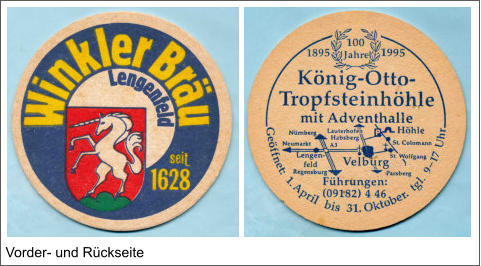 Winkler Bräu
Lengenfeld
seit
1628
100
1895 Jahre 1995
König-Otto-
Tropfsteinhöhle
mit Adventhalle
Nürnberg
Lauterhofen
Habsberg
Höhle
Neumarkt
A3
St. Colomann
Lengen-
feld
Velburg
St. Wolfgang
Regensburg
Parsberg
Führungen:
(09182) 4 46
Geöffnet: 1. April bis 31. Oktober. tgl. 9-17 Uhr
Vorder- und Rückseite